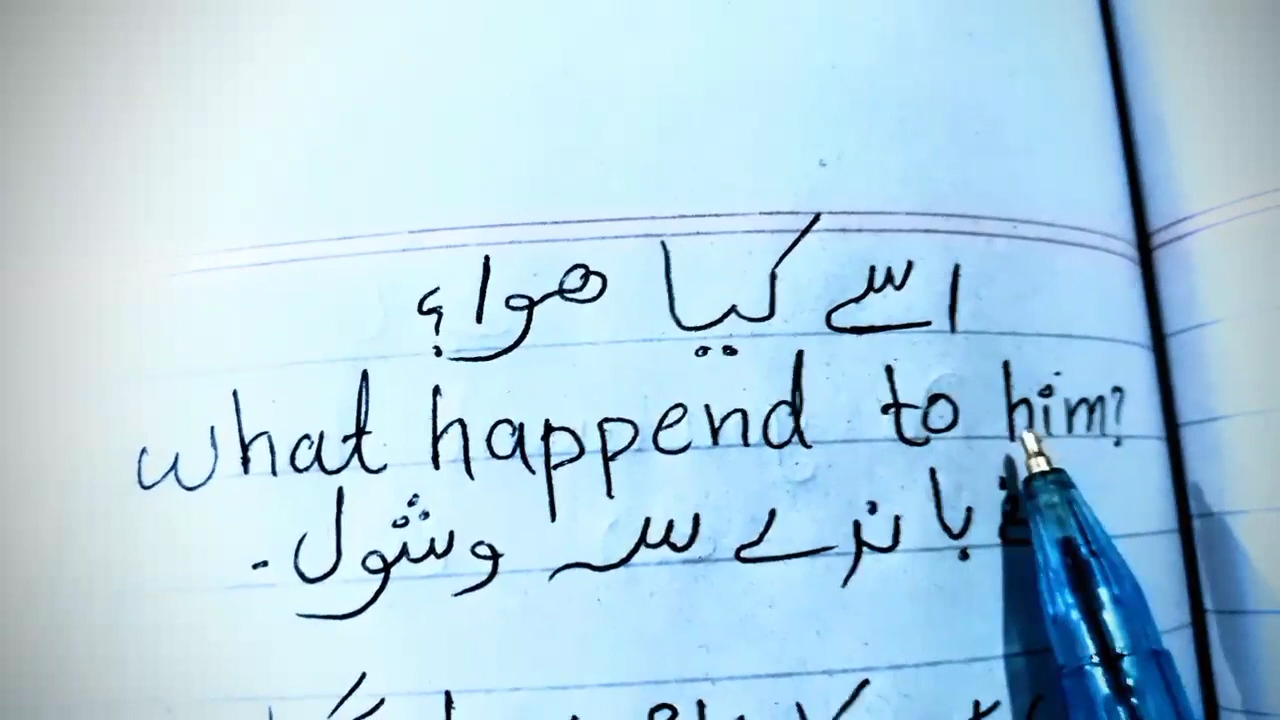 اسے کیا ھوا؟
what happend to him?
باندے سہ وشول.